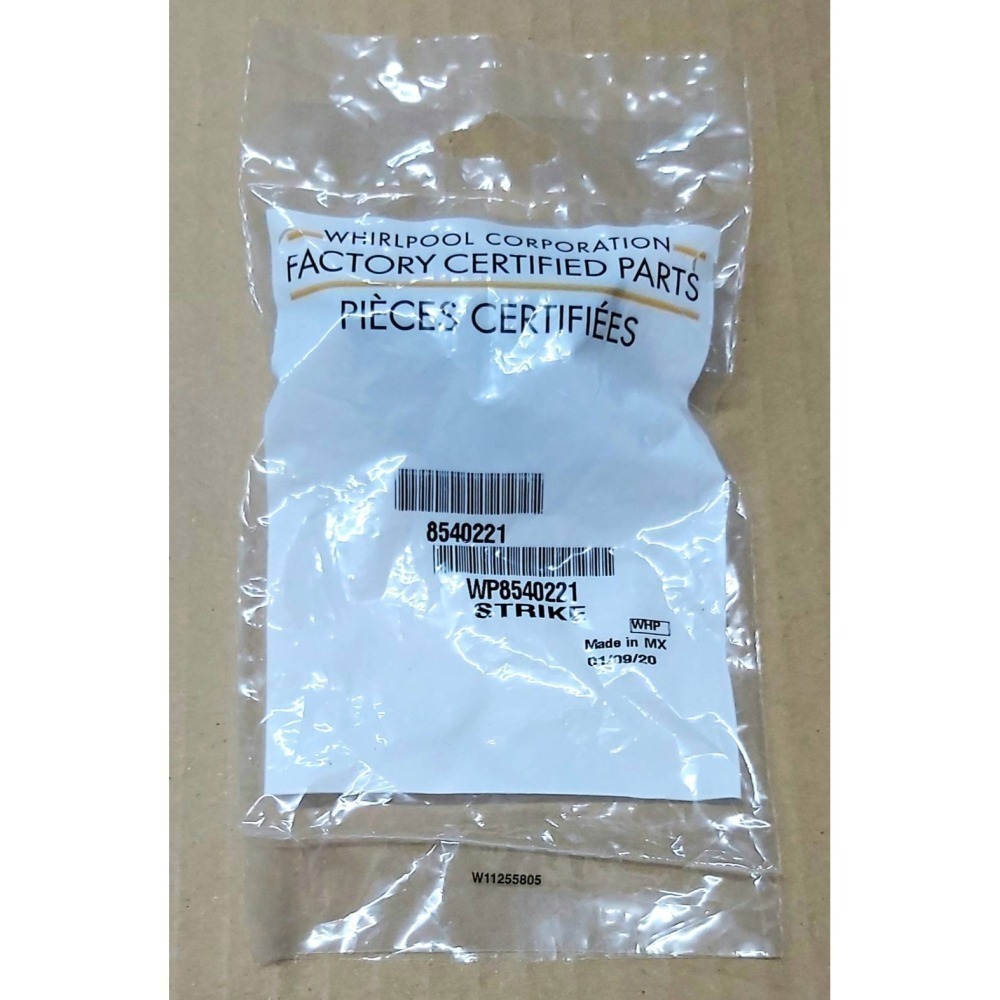 WHIRLPOOL CORPORATION
FACTORY CERTIFIED PARTS
PIÈCES CERTIFIÉES
8540221
WP8540221
STRIKE
WHP
Made in MX
01/09/20
W11255805